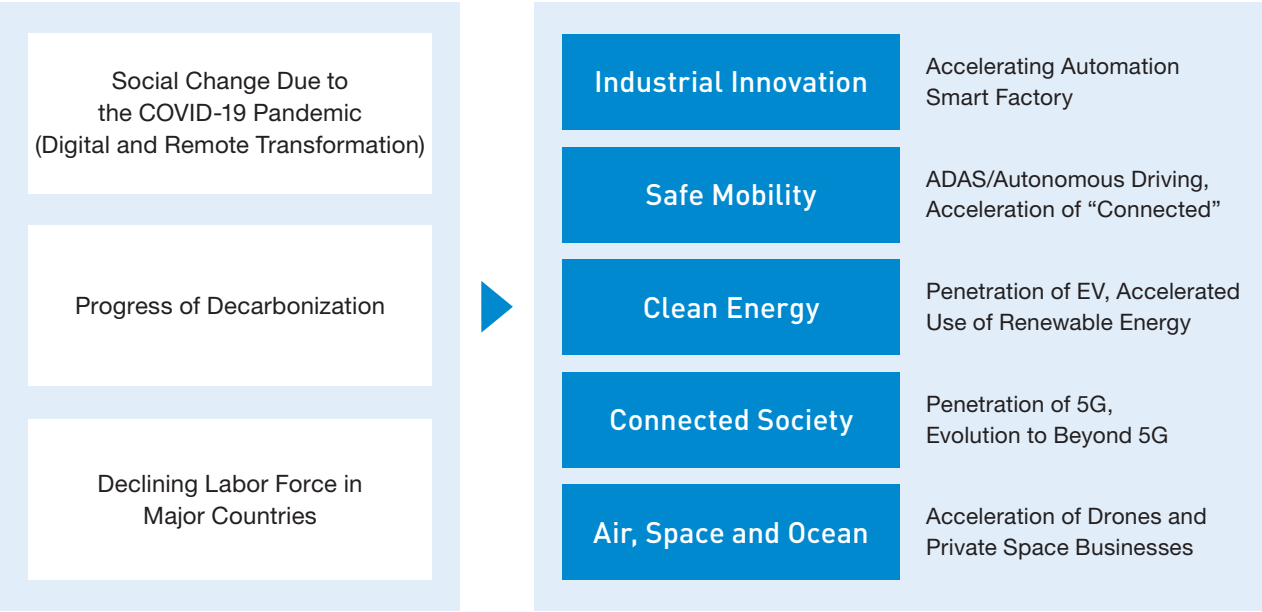 Social Change Due to
the COVID-19 Pandemic
(Digital and Remote Transformation)
Progress of Decarbonization
Declining Labor Force in
Major Countries
Industrial Innovation
Accelerating Automation
Smart Factory
Safe Mobility
ADAS/Autonomous Driving,
Acceleration of “Connected”
Clean Energy
Penetration of EV, Accelerated
Use of Renewable Energy
Connected Society
Penetration of 5G,
Evolution to Beyond 5G
Air, Space and Ocean
Acceleration of Drones and
Private Space Businesses